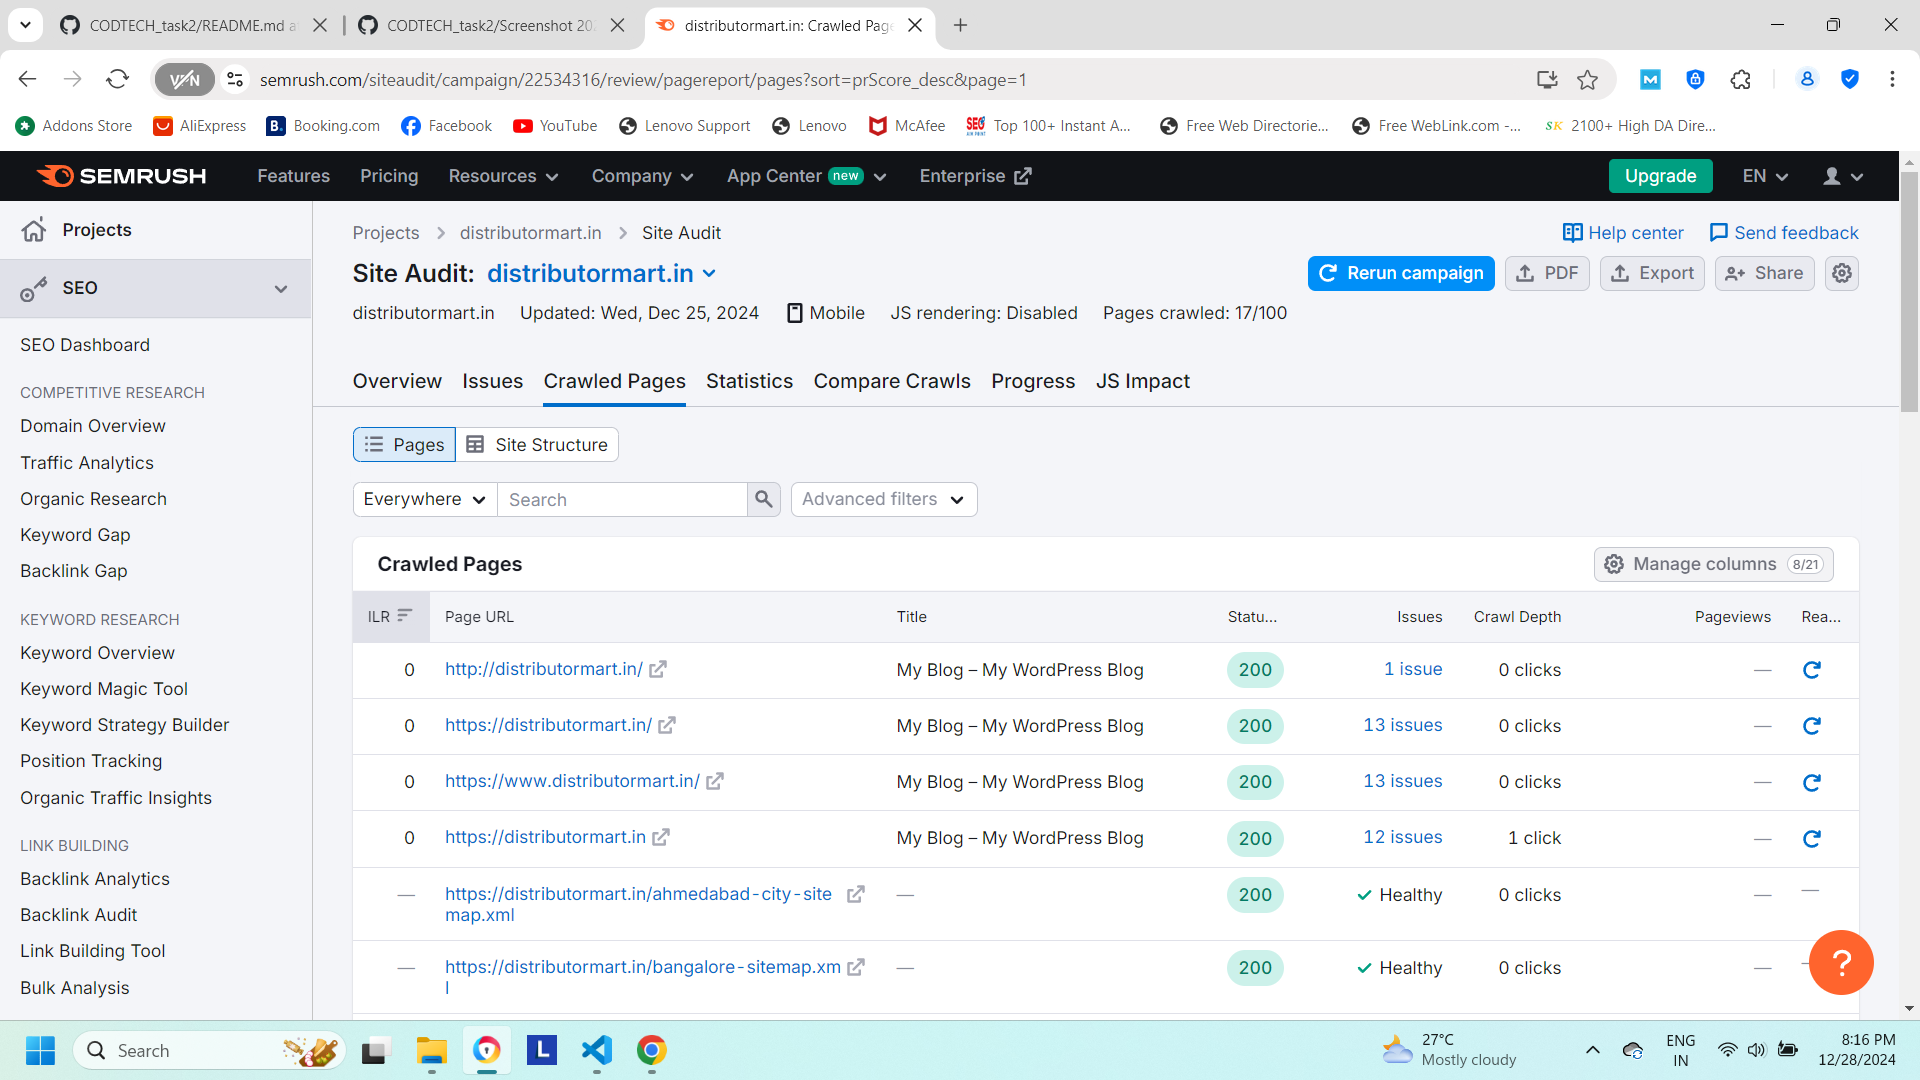 CODTECH_task2/README.md a
CODTECH_task2/Screenshot 202
distributormart.in: Crawled Page
VPN
semrush.com/siteaudit/campaign/22534316/review/pagereport/pages?sort=prScore_desc&page=1
Addons Store
AliExpress
Booking.com
Facebook
YouTube
Lenovo Support
Lenovo
McAfee
Top 100+ Instant A...
Free Web Directorie...
Free WebLink.com -...
2100+ High DA Dire...
SEMRUSH
Features
Pricing
Resources
Company
App Center new
Enterprise
Upgrade
EN
Projects
SEO
SEO Dashboard
COMPETITIVE RESEARCH
Domain Overview
Traffic Analytics
Organic Research
Keyword Gap
Backlink Gap
KEYWORD RESEARCH
Keyword Overview
Keyword Magic Tool
Keyword Strategy Builder
Position Tracking
Organic Traffic Insights
LINK BUILDING
Backlink Analytics
Backlink Audit
Link Building Tool
Bulk Analysis
Projects > distributormart.in > Site Audit
Help center
Send feedback
Site Audit: distributormart.in
Rerun campaign
PDF
Export
Share
distributormart.in Updated: Wed, Dec 25, 2024 Mobile JS rendering: Disabled Pages crawled: 17/100
Overview Issues Crawled Pages Statistics Compare Crawls Progress JS Impact
Pages
Site Structure
Everywhere
Search
Advanced filters
Crawled Pages
Manage columns 8/21
ILR Page URL Title Statu... Issues Crawl Depth Pageviews Rea...
0 http://distributormart.in/ My Blog – My WordPress Blog 200 1 issue 0 clicks —
0 https://distributormart.in/ My Blog – My WordPress Blog 200 13 issues 0 clicks —
0 https://www.distributormart.in/ My Blog – My WordPress Blog 200 13 issues 0 clicks —
0 https://distributormart.in My Blog – My WordPress Blog 200 12 issues 1 click —
— https://distributormart.in/ahmedabad-city-site — 200 Healthy 0 clicks — —
map.xml
— https://distributormart.in/bangalore-sitemap.xm — 200 Healthy 0 clicks — —
l
?
Search
27°C
Mostly cloudy
ENG
IN
8:16 PM
12/28/2024